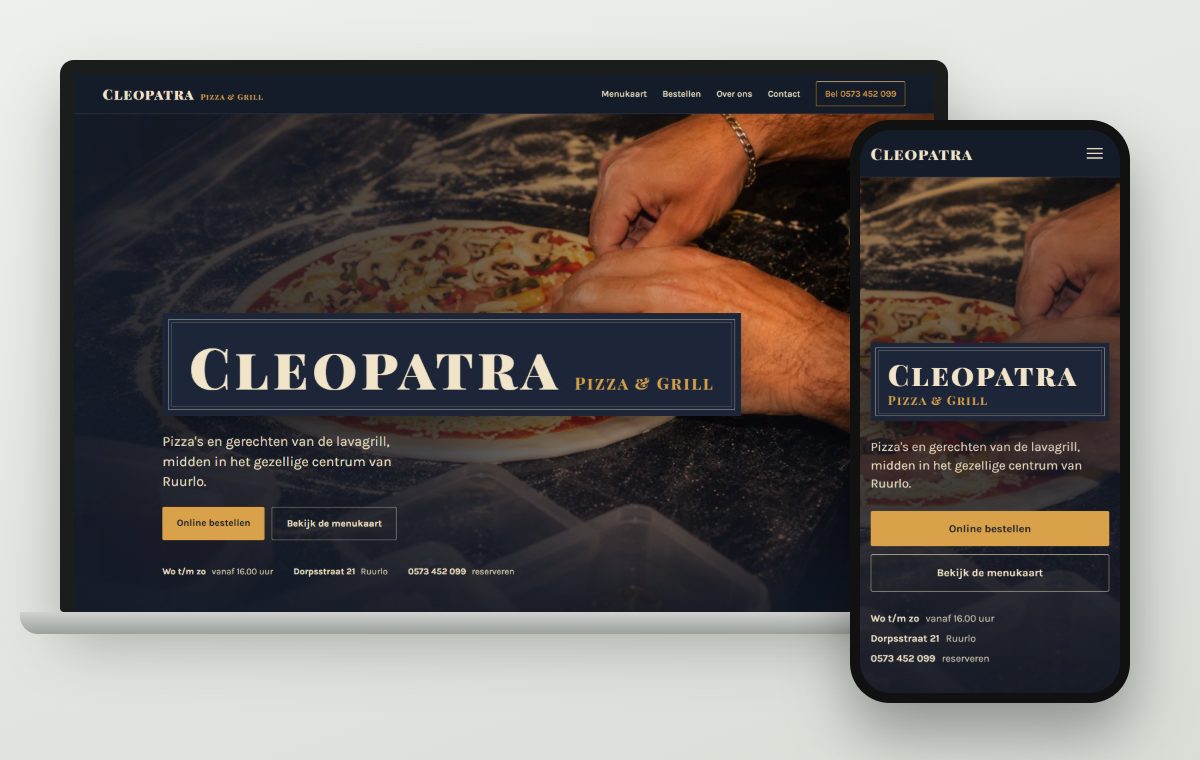 CLEOPATRA PIZZA & GRILL
Menukaart Bestellen Over ons Contact Bel 0573 452 099
CLEOPATRA PIZZA & GRILL
Pizza's en gerechten van de lavagrill,
midden in het gezellige centrum van
Ruurlo.
Online bestellen Bekijk de menukaart
Wo t/m zo vanaf 16.00 uur Dorpsstraat 21 Ruurlo 0573 452 099 reserveren
CLEOPATRA
CLEOPATRA
PIZZA & GRILL
Pizza's en gerechten van de lavagrill,
midden in het gezellige centrum van
Ruurlo.
Online bestellen
Bekijk de menukaart
Wo t/m zo vanaf 16.00 uur
Dorpsstraat 21 Ruurlo
0573 452 099 reserveren